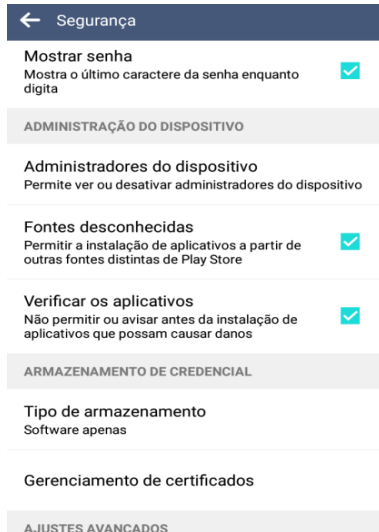 Segurança
Mostrar senha
Mostra o último caractere da senha enquanto
digita
ADMINISTRAÇÃO DO DISPOSITIVO
Administradores do dispositivo
Permite ver ou desativar administradores do dispositivo
Fontes desconhecidas
Permitir a instalação de aplicativos a partir de
outras fontes distintas de Play Store
Verificar os aplicativos
Não permitir ou avisar antes da instalação de
aplicativos que possam causar danos
ARMAZENAMENTO DE CREDENCIAL
Tipo de armazenamento
Software apenas
Gerenciamento de certificados
AJUSTES AVANÇADOS